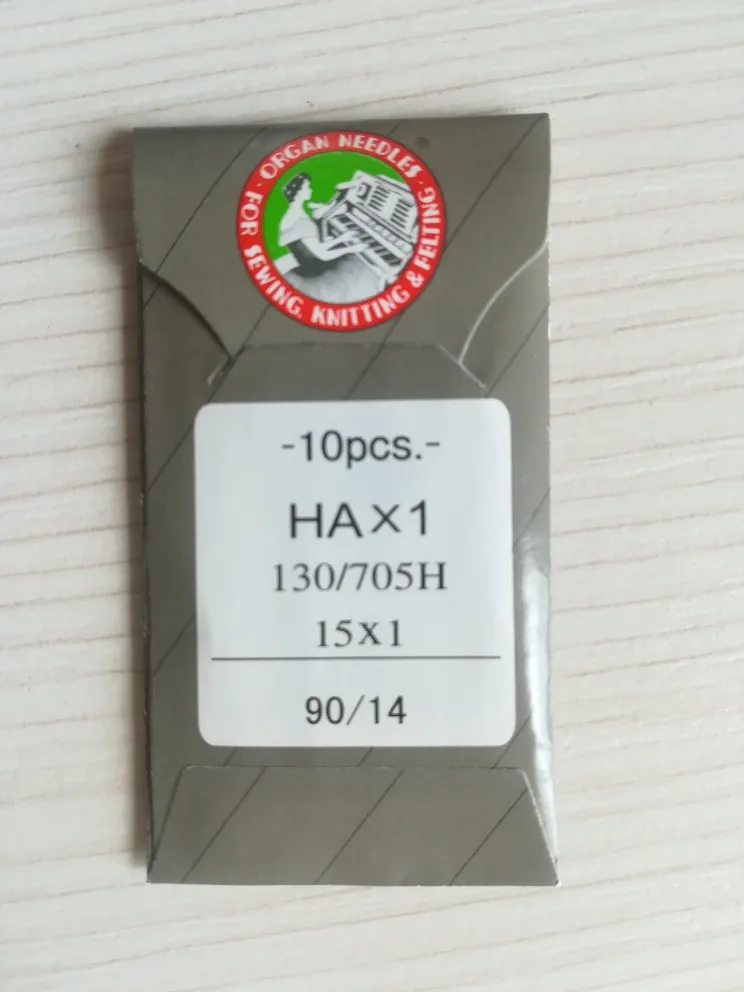 · ORGAN NEEDLES · FOR SEWING, KNITTING & FELTING
®
-10pcs.-
HA×1
130/705H
15x1
90/14